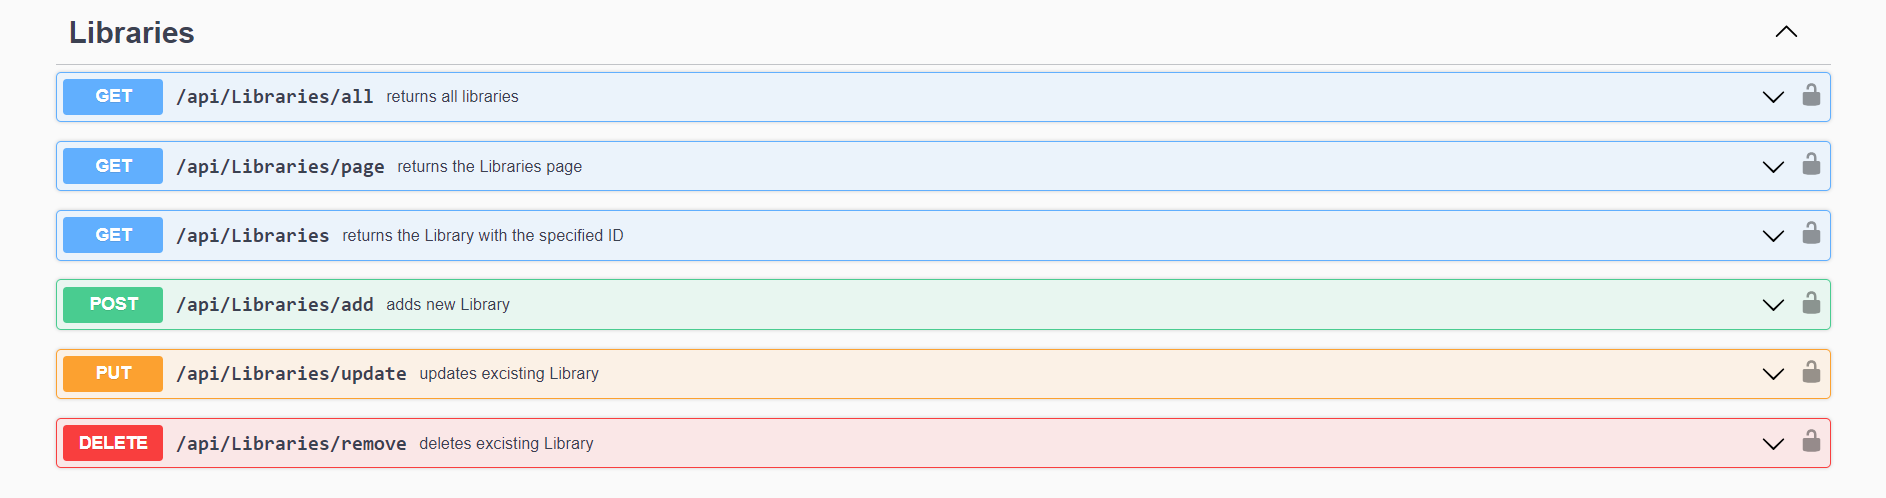 Libraries
GET /api/Libraries/all returns all libraries
GET /api/Libraries/page returns the Libraries page
GET /api/Libraries returns the Library with the specified ID
POST /api/Libraries/add adds new Library
PUT /api/Libraries/update updates excisting Library
DELETE /api/Libraries/remove deletes excisting Library